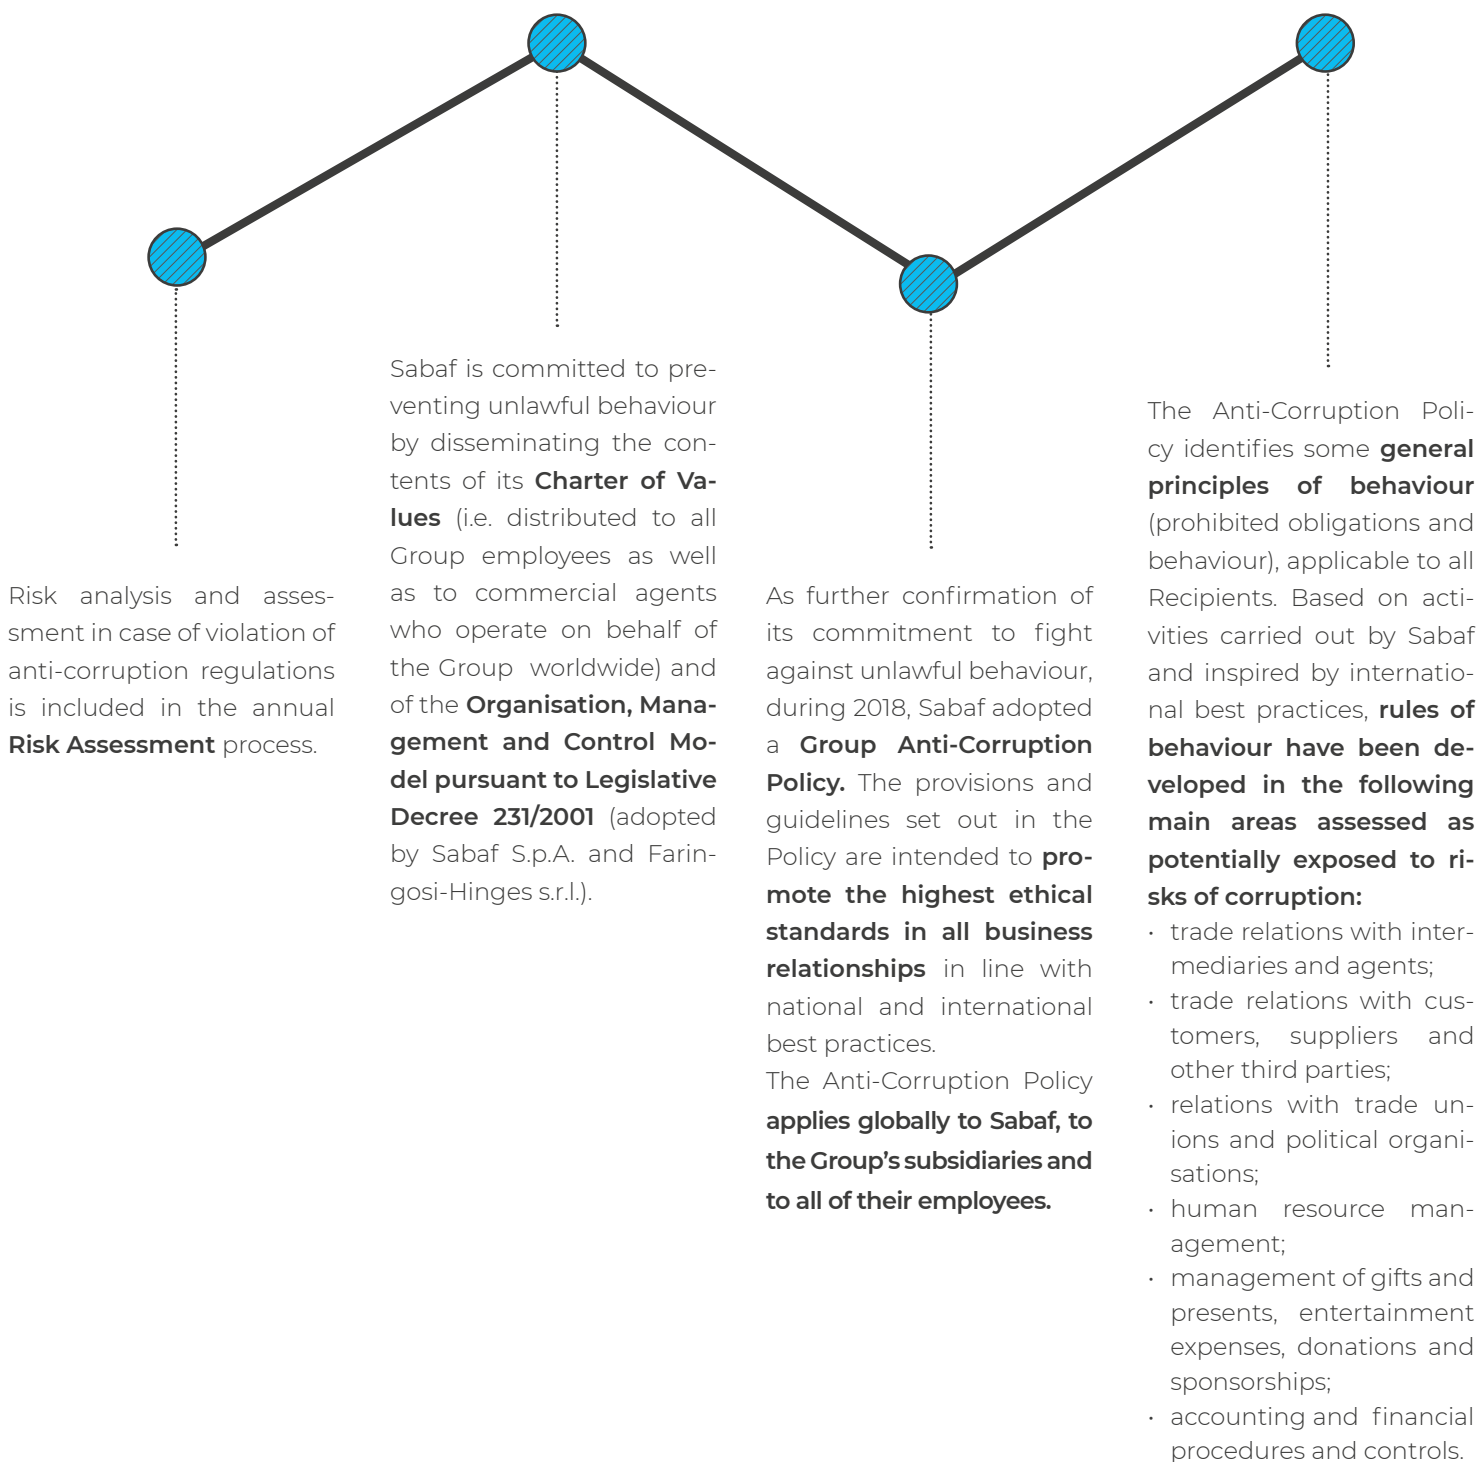 Risk analysis and asses-
sment in case of violation of
anti-corruption regulations
is included in the annual
Risk Assessment process.
Sabaf is committed to pre-
venting unlawful behaviour
by disseminating the con-
tents of its Charter of Va-
lues (i.e. distributed to all
Group employees as well
as to commercial agents
who operate on behalf of
the Group worldwide) and
of the Organisation, Mana-
gement and Control Mo-
del pursuant to Legislative
Decree 231/2001 (adopted
by Sabaf S.p.A. and Farin-
gosi-Hinges s.r.l.).
As further confirmation of
its commitment to fight
against unlawful behaviour,
during 2018, Sabaf adopted
a Group Anti-Corruption
Policy. The provisions and
guidelines set out in the
Policy are intended to pro-
mote the highest ethical
standards in all business
relationships in line with
national and international
best practices.
The Anti-Corruption Policy
applies globally to Sabaf, to
the Group's subsidiaries and
to all of their employees.
The Anti-Corruption Poli-
cy identifies some general
principles of behaviour
(prohibited obligations and
behaviour), applicable to all
Recipients. Based on acti-
vities carried out by Sabaf
and inspired by internatio-
nal best practices, rules of
behaviour have been de-
veloped in the following
main areas assessed as
potentially exposed to ri-
sks of corruption:
· trade relations with inter-
mediaries and agents;
· trade relations with cus-
tomers, suppliers and
other third parties;
· relations with trade un-
ions and political organi-
sations;
· human resource man-
agement;
· management of gifts and
presents, entertainment
expenses, donations and
sponsorships;
· accounting and financial
procedures and controls.